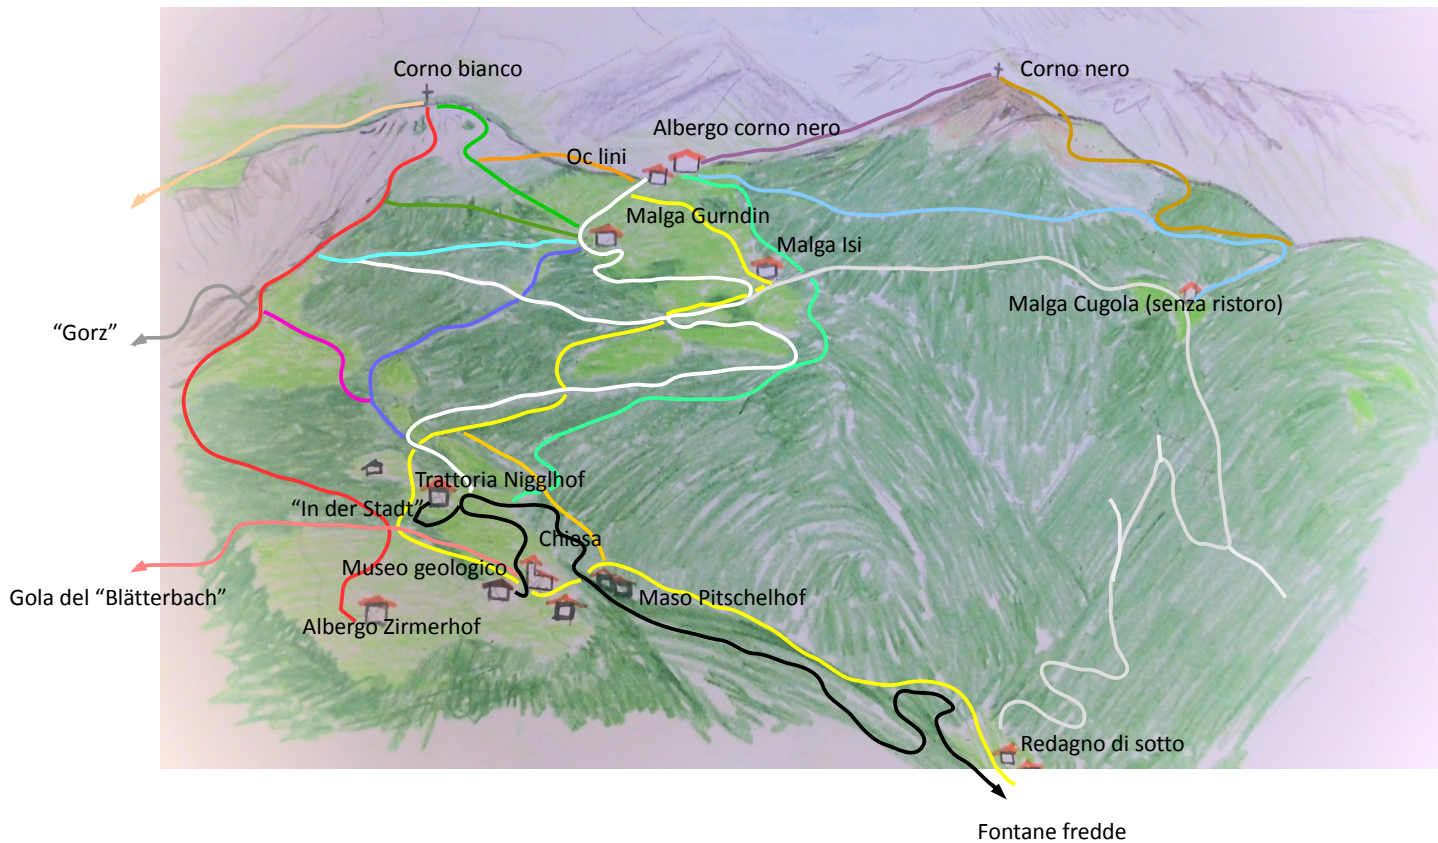 Corno bianco
Corno nero
Albergo corno nero
Oc lini
Malga Gurndin
Malga Isi
Malga Cugola (senza ristoro)
“Gorz”
Trattoria Nigglhof
“In der Stadt”
Chiesa
Museo geologico
Gola del “Blätterbach”
Maso Pitschelhof
Albergo Zirmerhof
Redagno di sotto
Fontane fredde